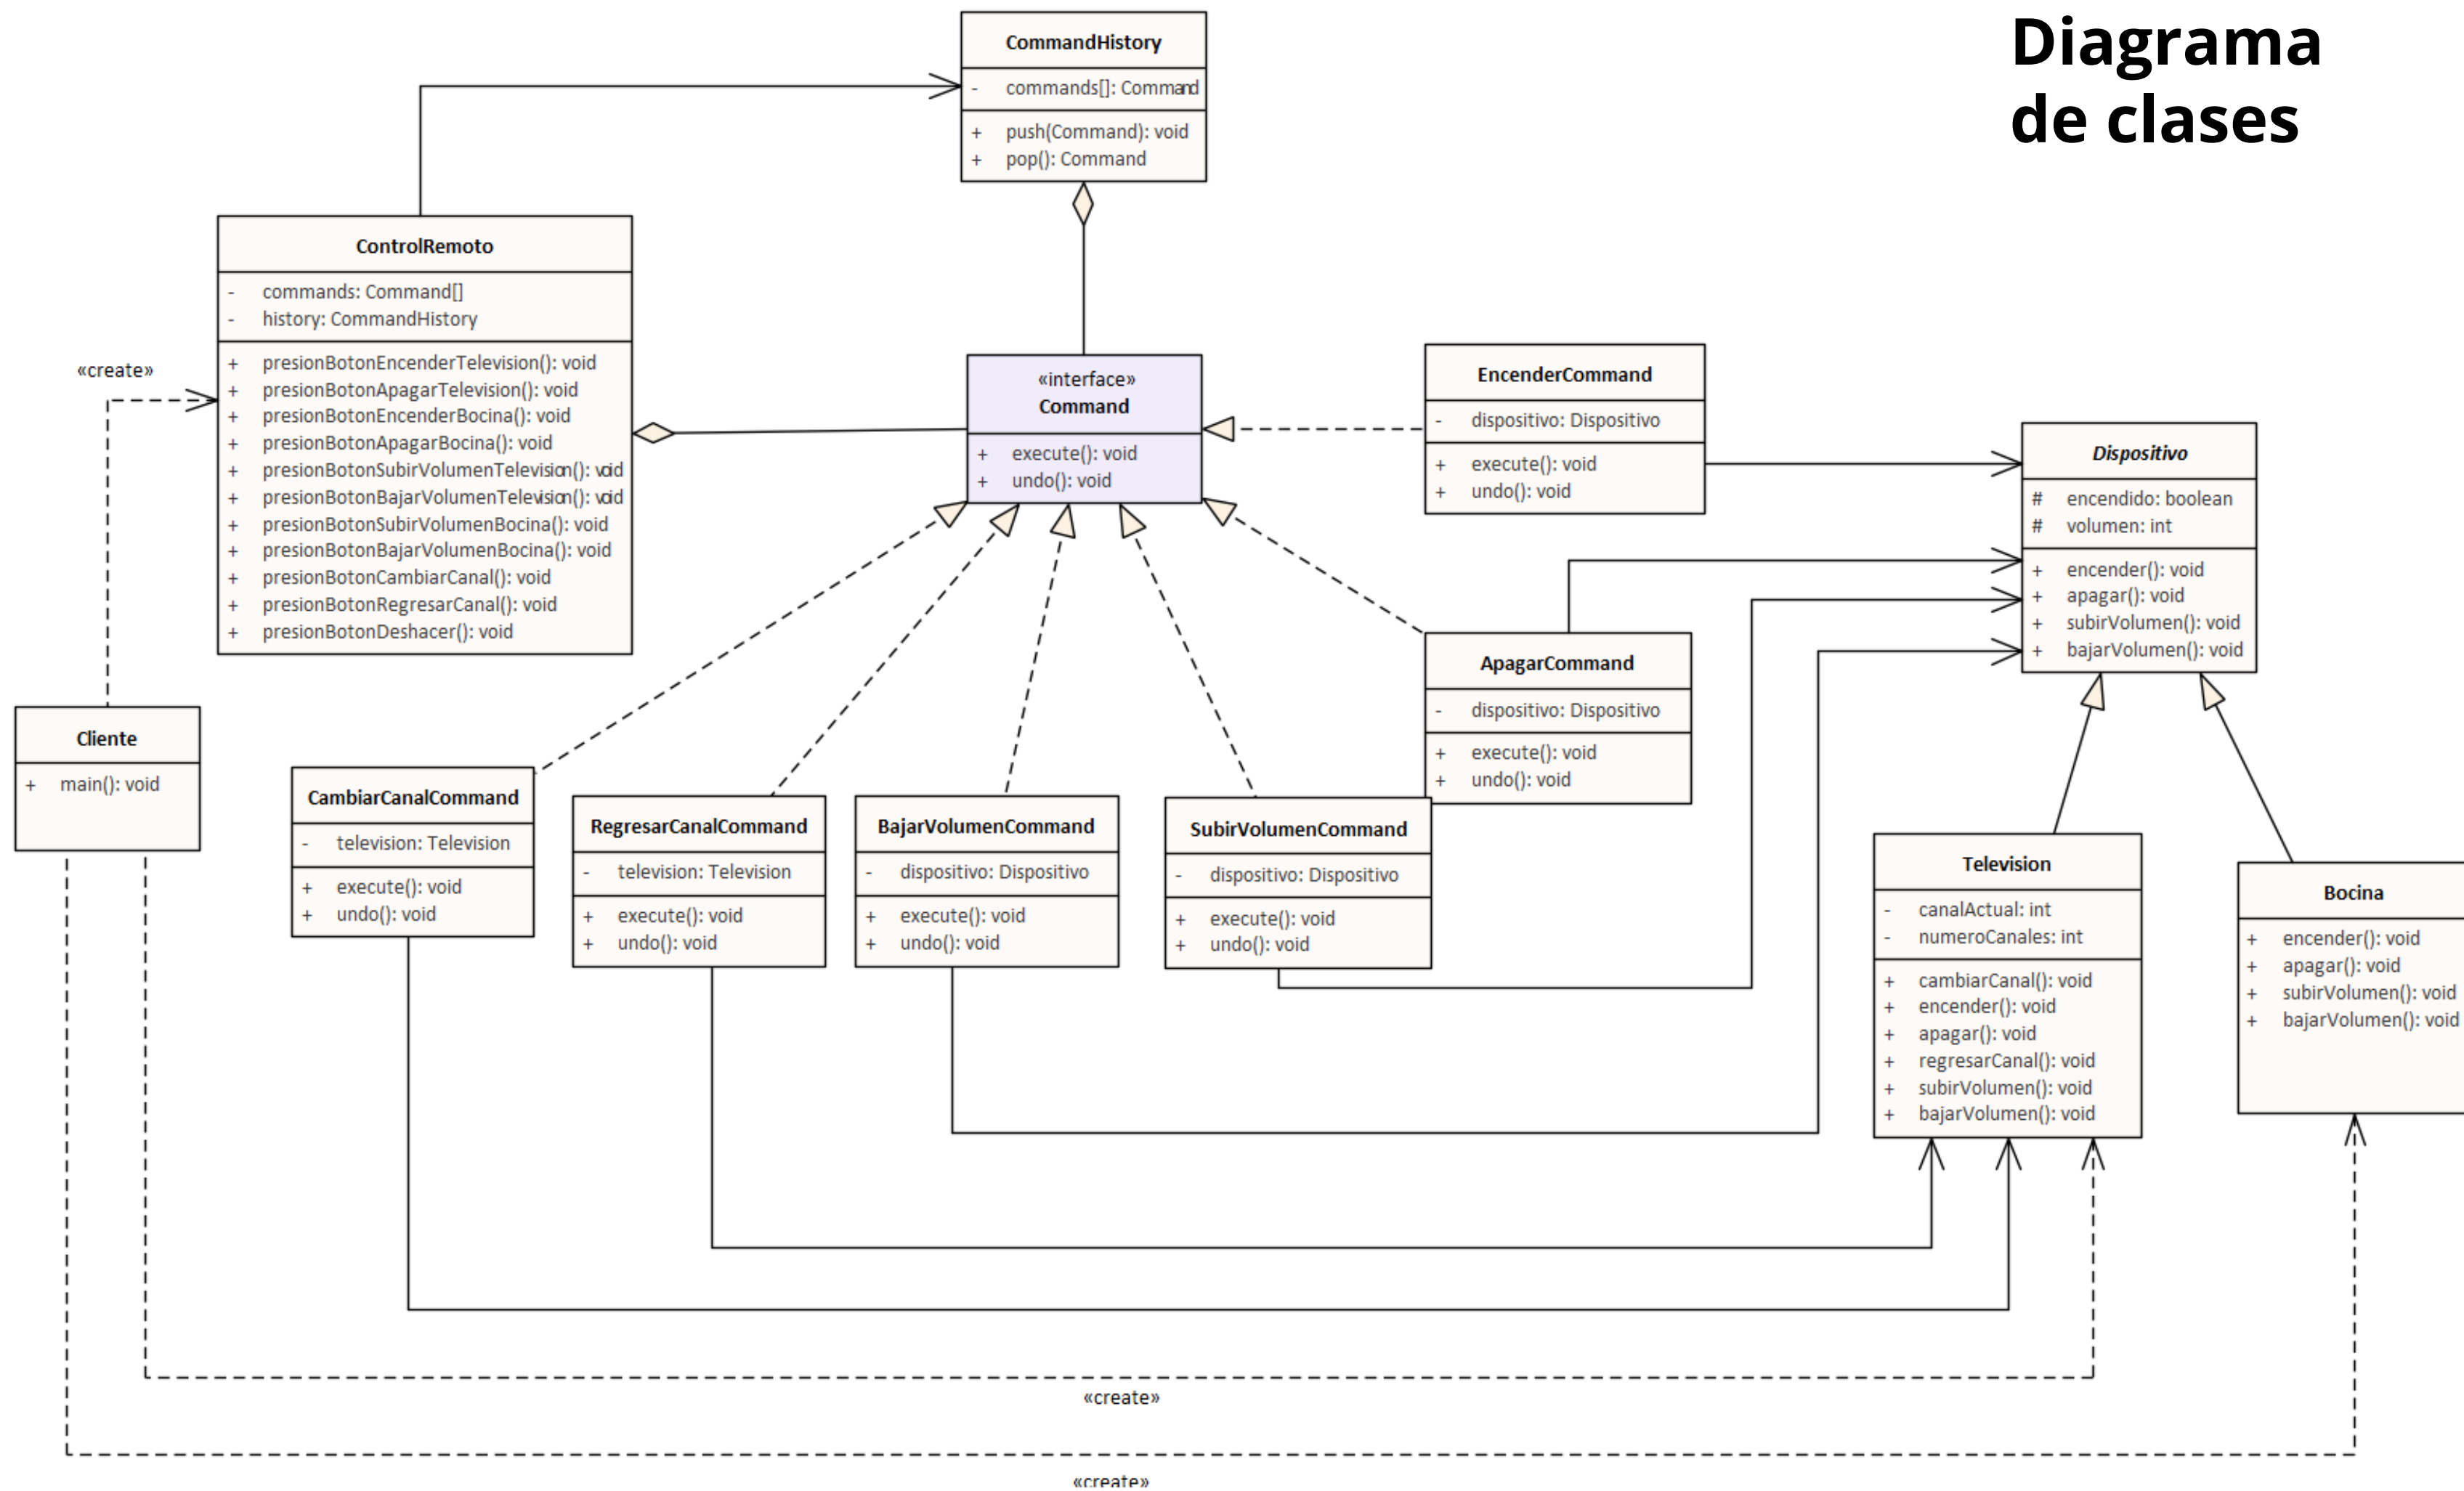 Diagrama
de clases
CommandHistory
- commands[]: Command
+ push(Command): void
+ pop(): Command
ControlRemoto
- commands: Command[]
- history: CommandHistory
+ presionBotonEncenderTelevision(): void
+ presionBotonApagarTelevision(): void
+ presionBotonEncenderBocina(): void
+ presionBotonApagarBocina(): void
+ presionBotonSubirVolumenTelevision(): void
+ presionBotonBajarVolumenTelevision(): void
+ presionBotonSubirVolumenBocina(): void
+ presionBotonBajarVolumenBocina(): void
+ presionBotonCambiarCanal(): void
+ presionBotonRegresarCanal(): void
+ presionBotonDeshacer(): void
«create»
«interface»
Command
+ execute(): void
+ undo(): void
EncenderCommand
- dispositivo: Dispositivo
+ execute(): void
+ undo(): void
Dispositivo
# encendido: boolean
# volumen: int
+ encender(): void
+ apagar(): void
+ subirVolumen(): void
+ bajarVolumen(): void
ApagarCommand
- dispositivo: Dispositivo
+ execute(): void
+ undo(): void
Cliente
+ main(): void
CambiarCanalCommand
- television: Television
+ execute(): void
+ undo(): void
RegresarCanalCommand
- television: Television
+ execute(): void
+ undo(): void
BajarVolumenCommand
- dispositivo: Dispositivo
+ execute(): void
+ undo(): void
SubirVolumenCommand
- dispositivo: Dispositivo
+ execute(): void
+ undo(): void
Television
- canalActual: int
- numeroCanales: int
+ cambiarCanal(): void
+ encender(): void
+ apagar(): void
+ regresarCanal(): void
+ subirVolumen(): void
+ bajarVolumen(): void
Bocina
+ encender(): void
+ apagar(): void
+ subirVolumen(): void
+ bajarVolumen(): void
«create»
«create»